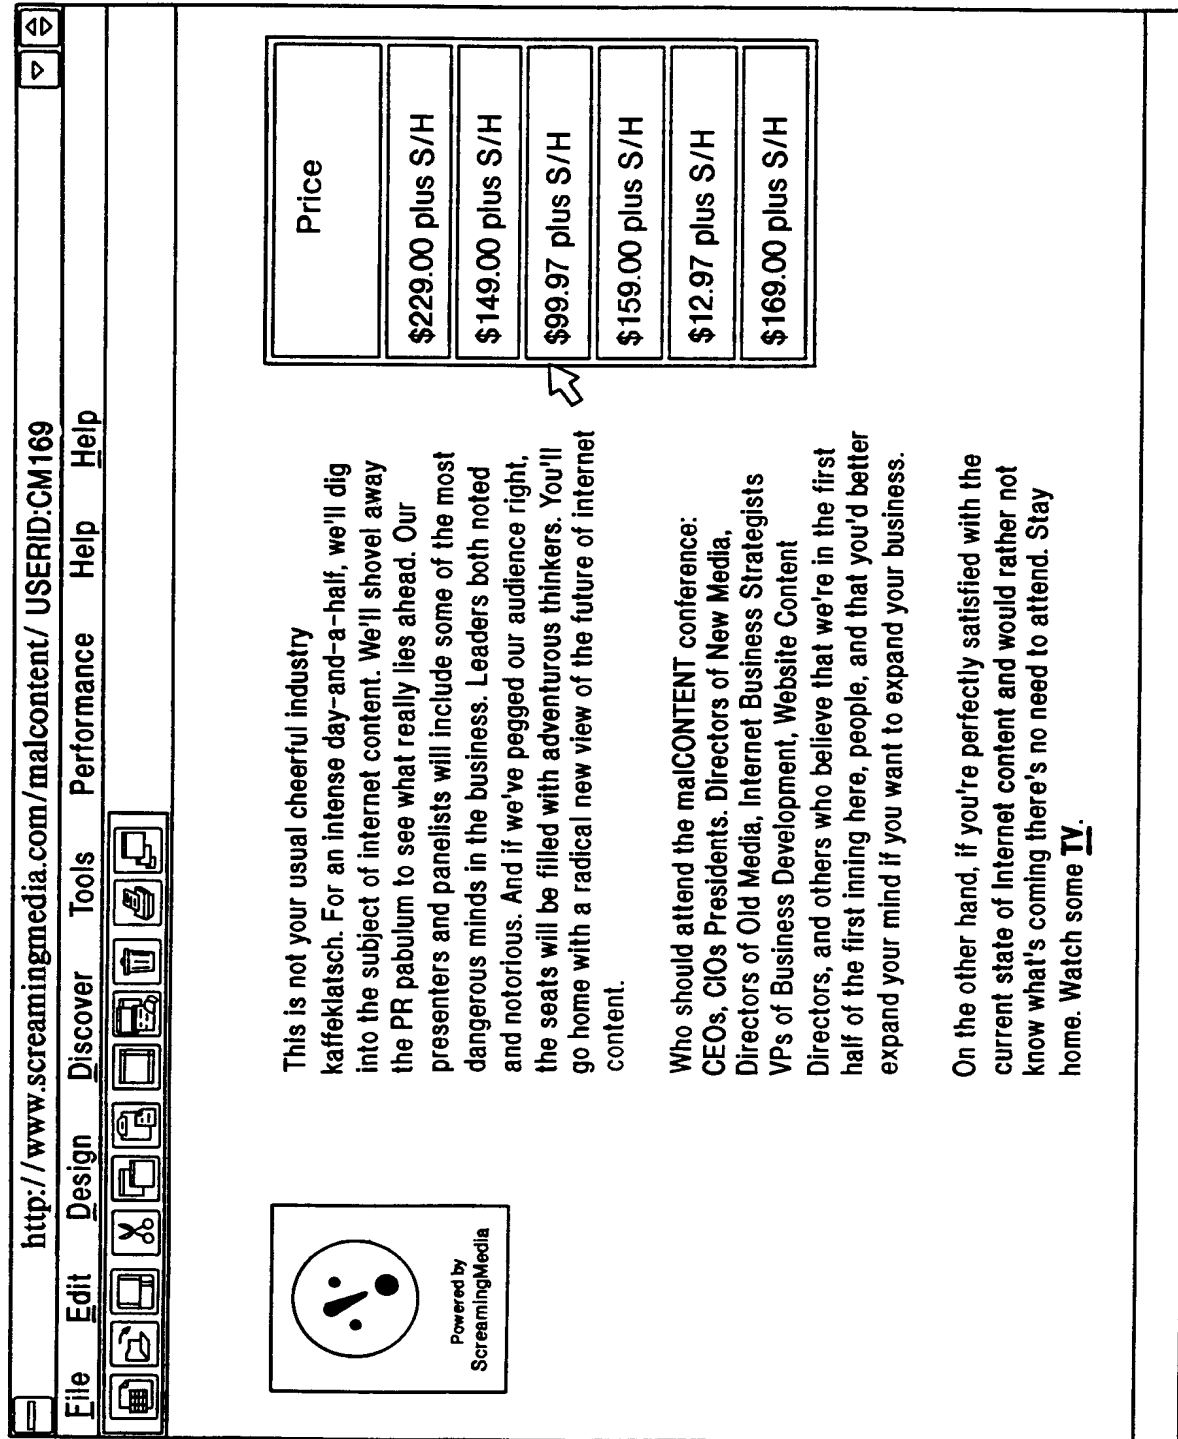 http://www.screamingmedia.com/malcontent/ USERID:CM169
File Edit Design Discover Tools Performance Help Help
Powered by
ScreamingMedia
This is not your usual cheerful industry
kaffeklatsch. For an intense day-and-a-half, we'll dig
into the subject of internet content. We'll shovel away
the PR pabulum to see what really lies ahead. Our
presenters and panelists will include some of the most
dangerous minds in the business. Leaders both noted
and notorious. And if we've pegged our audience right,
the seats will be filled with adventurous thinkers. You'll
go home with a radical new view of the future of internet
content.
Who should attend the malCONTENT conference:
CEOs, CIOs Presidents. Directors of New Media,
Directors of Old Media, Internet Business Strategists
VPs of Business Development, Website Content
Directors, and others who believe that we're in the first
half of the first inning here, people, and that you'd better
expand your mind if you want to expand your business.
On the other hand, if you're perfectly satisfied with the
current state of Internet content and would rather not
know what's coming there's no need to attend. Stay
home. Watch some TV.
Price
$229.00 plus S/H
$149.00 plus S/H
$99.97 plus S/H
$159.00 plus S/H
$12.97 plus S/H
$169.00 plus S/H